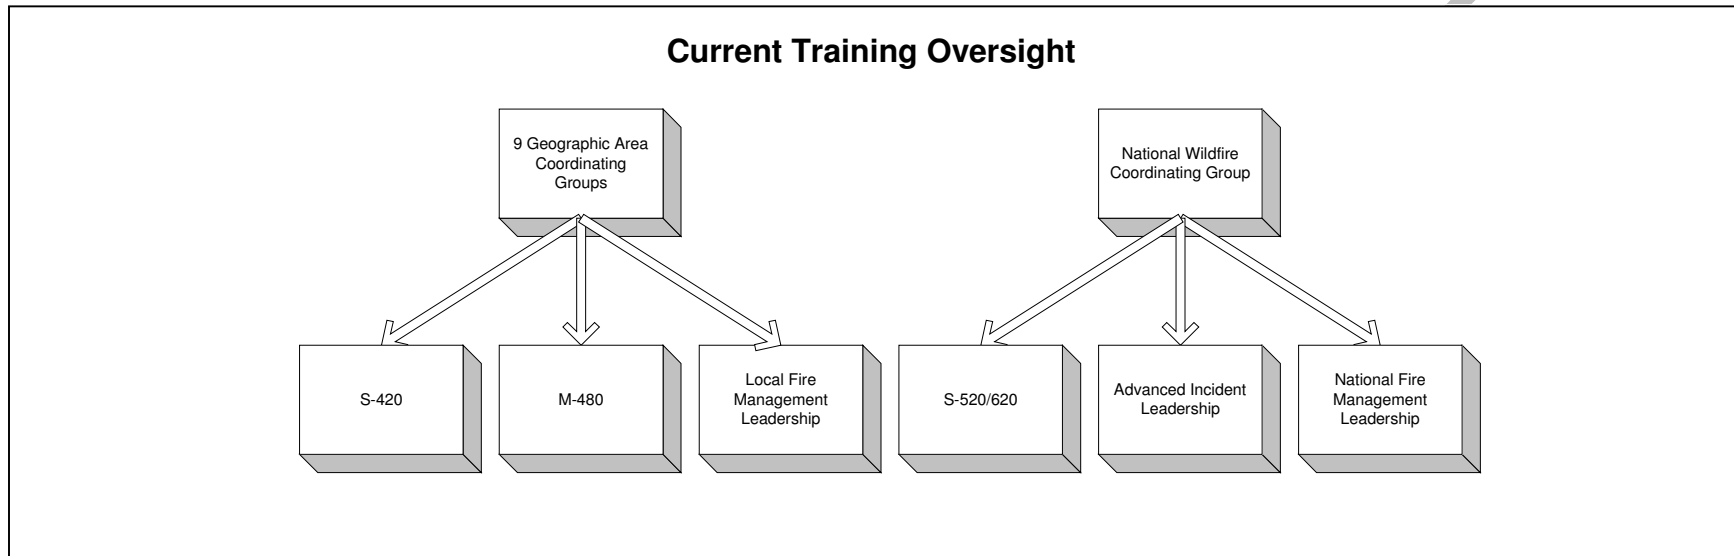 Current Training Oversight
9 Geographic Area
Coordinating
Groups
National Wildfire
Coordinating Group
S-420
M-480
Local Fire
Management
Leadership
S-520/620
Advanced Incident
Leadership
National Fire
Management
Leadership